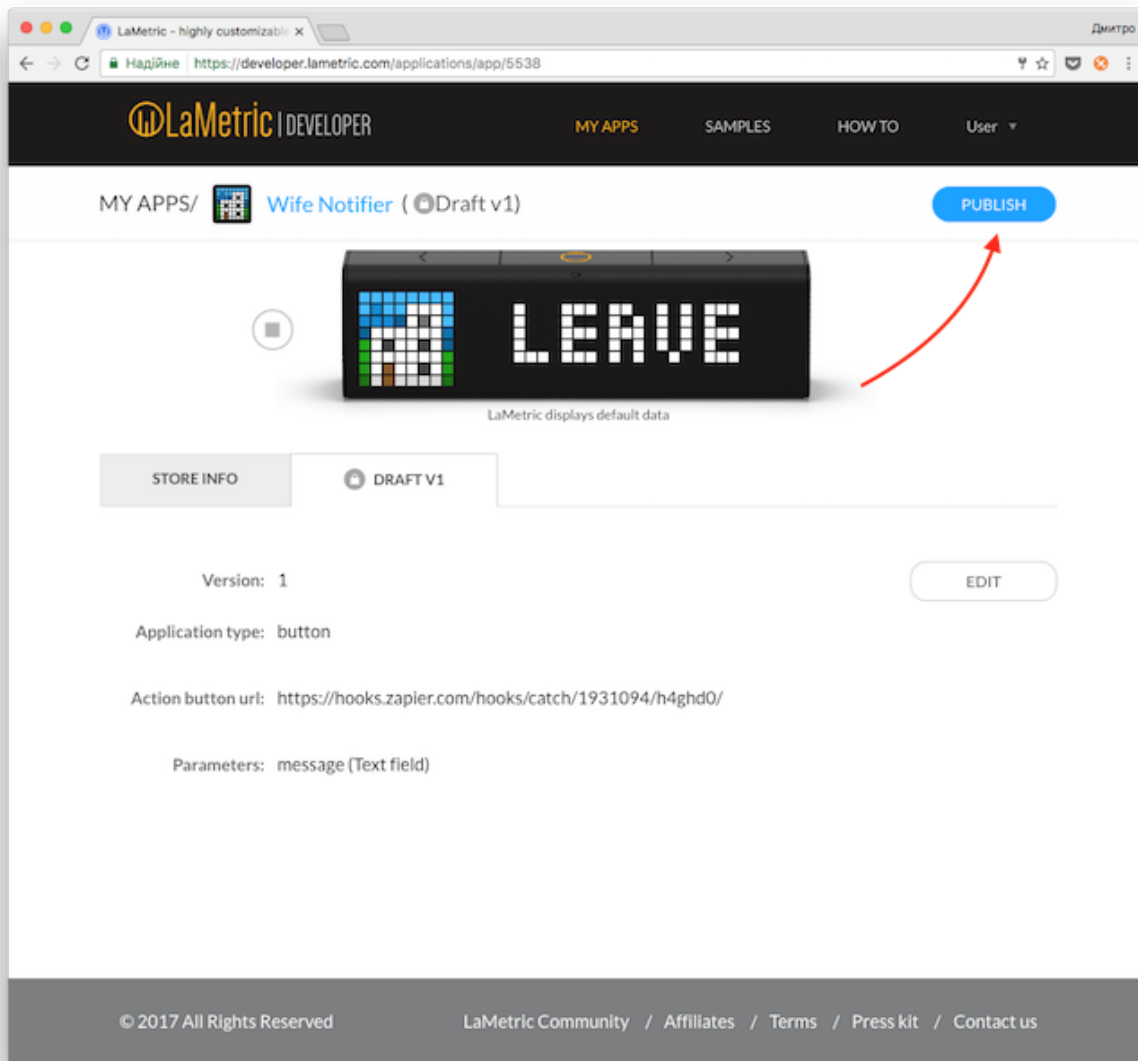 LaMetric - highly customizable
Дмитро
Надійне https://developer.lametric.com/applications/app/5538
LaMetric | DEVELOPER MY APPS SAMPLES HOW TO User
MY APPS/ Wife Notifier ( Draft v1) PUBLISH
LEAVE
LaMetric displays default data
STORE INFO DRAFT V1
Version: 1 EDIT
Application type: button
Action button url: https://hooks.zapier.com/hooks/catch/1931094/h4ghd0/
Parameters: message (Text field)
© 2017 All Rights Reserved LaMetric Community / Affiliates / Terms / Press kit / Contact us